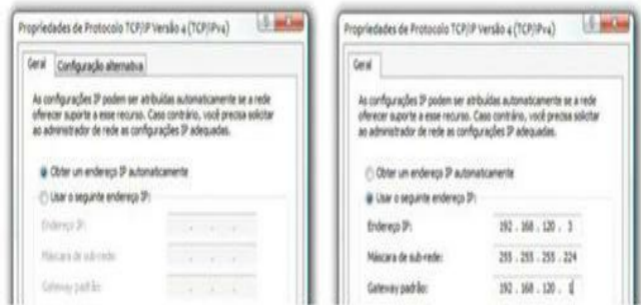 Propriedades de Protocolo TCP/IP Versão 4 (TCP/IPv4)
Geral
Configuração alternativa
As configurações IP podem ser atribuídas automaticamente se a rede
oferecer suporte a esse recurso. Caso contrário, você precisa solicitar
ao administrador de rede as configurações IP adequadas.
Obter um endereço IP automaticamente
Usar o seguinte endereço IP:
Endereço IP:
Máscara de sub-rede:
Gateway padrão:
Propriedades de Protocolo TCP/IP Versão 4 (TCP/IPv4)
Geral
As configurações IP podem ser atribuídas automaticamente se a rede
oferecer suporte a esse recurso. Caso contrário, você precisa solicitar
ao administrador de rede as configurações IP adequadas.
Obter um endereço IP automaticamente
Usar o seguinte endereço IP:
Endereço IP: 192 . 168 . 120 . 3
Máscara de sub-rede: 255 . 255 . 255 . 224
Gateway padrão: 192 . 168 . 120 . 1